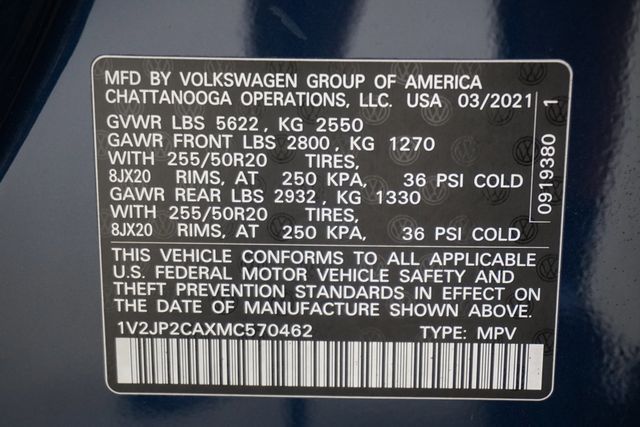 MFD BY VOLKSWAGEN GROUP OF AMERICA
CHATTANOOGA OPERATIONS, LLC. USA 03/2021
GVWR LBS 5622, KG 2550
GAWR FRONT LBS 2800, KG 1270
WITH 255/50R20 TIRES,
8JX20 RIMS, AT 250 KPA, 36 PSI COLD
GAWR REAR LBS 2932, KG 1330
WITH 255/50R20 TIRES,
8JX20 RIMS, AT 250 KPA, 36 PSI COLD
0919380 1
THIS VEHICLE CONFORMS TO ALL APPLICABLE
U.S. FEDERAL MOTOR VEHICLE SAFETY AND
THEFT PREVENTION STANDARDS IN EFFECT ON
THE DATE OF MANUFACTURE SHOWN ABOVE.
1V2JP2CAXMC570462 TYPE: MPV